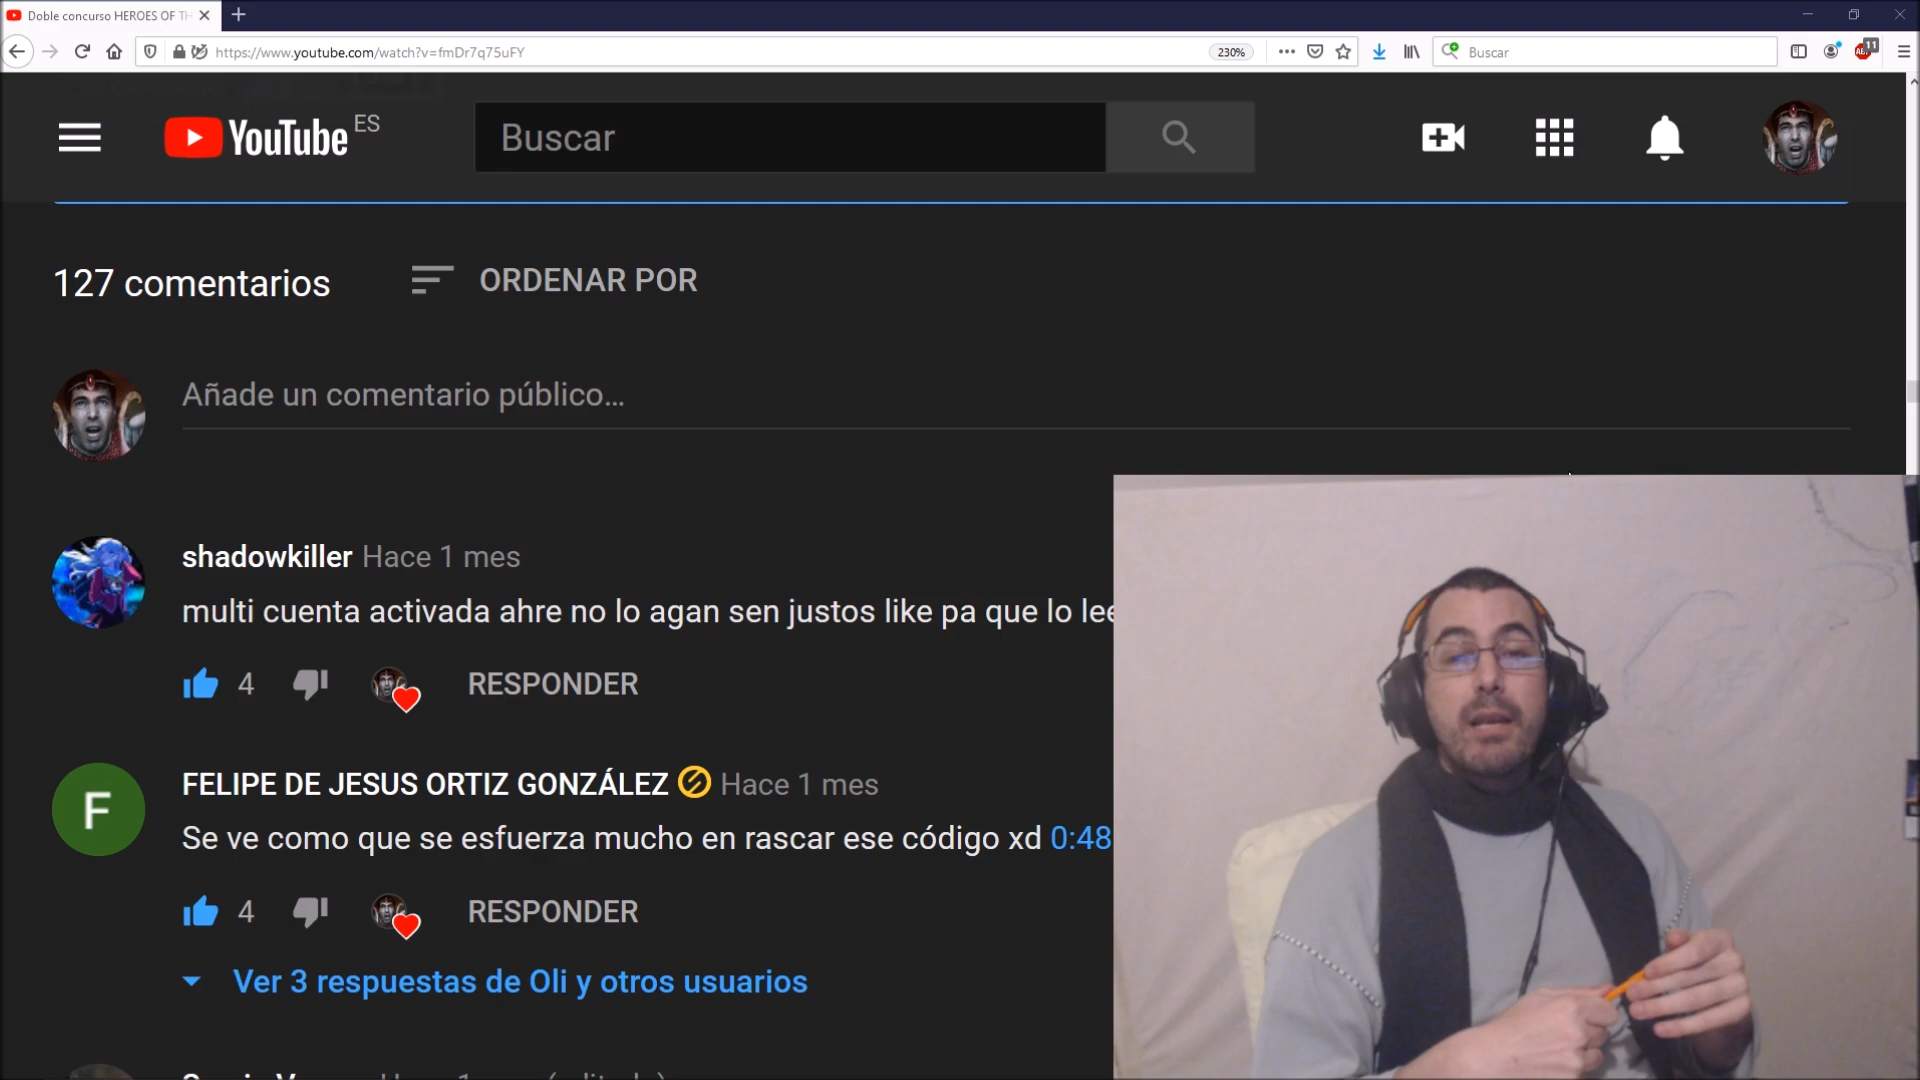 Doble concurso HEROES OF TH
https://www.youtube.com/watch?v=fmDr7q75uFY
230%
Buscar
11
YouTube ES
Buscar
127 comentarios
ORDENAR POR
Añade un comentario público...
shadowkiller Hace 1 mes
multi cuenta activada ahre no lo agan sen justos like pa que lo lee
4
RESPONDER
F
FELIPE DE JESUS ORTIZ GONZÁLEZ Hace 1 mes
Se ve como que se esfuerza mucho en rascar ese código xd 0:48
4
RESPONDER
Ver 3 respuestas de Oli y otros usuarios